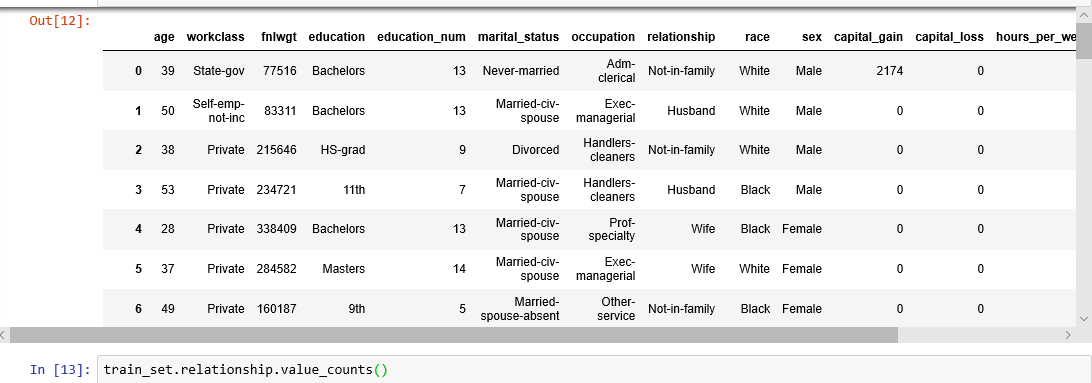 Out[12]:
age workclass fnlwgt education education_num marital_status occupation relationship race sex capital_gain capital_loss hours_per_we
0 39 State-gov 77516 Bachelors 13 Never-married Adm-clerical Not-in-family White Male 2174 0
1 50 Self-emp-not-inc 83311 Bachelors 13 Married-civ-spouse Exec-managerial Husband White Male 0 0
2 38 Private 215646 HS-grad 9 Divorced Handlers-cleaners Not-in-family White Male 0 0
3 53 Private 234721 11th 7 Married-civ-spouse Handlers-cleaners Husband Black Male 0 0
4 28 Private 338409 Bachelors 13 Married-civ-spouse Prof-specialty Wife Black Female 0 0
5 37 Private 284582 Masters 14 Married-civ-spouse Exec-managerial Wife White Female 0 0
6 49 Private 160187 9th 5 Married-spouse-absent Other-service Not-in-family Black Female 0 0
In [13]: train_set.relationship.value_counts()